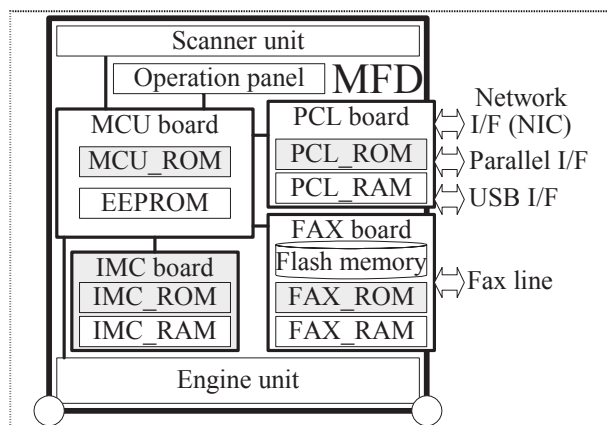 Scanner unit
Operation panel
MFD
MCU board
MCU_ROM
EEPROM
PCL board
PCL_ROM
PCL_RAM
Network
I/F (NIC)
Parallel I/F
USB I/F
FAX board
Flash memory
FAX_ROM
FAX_RAM
Fax line
IMC board
IMC_ROM
IMC_RAM
Engine unit